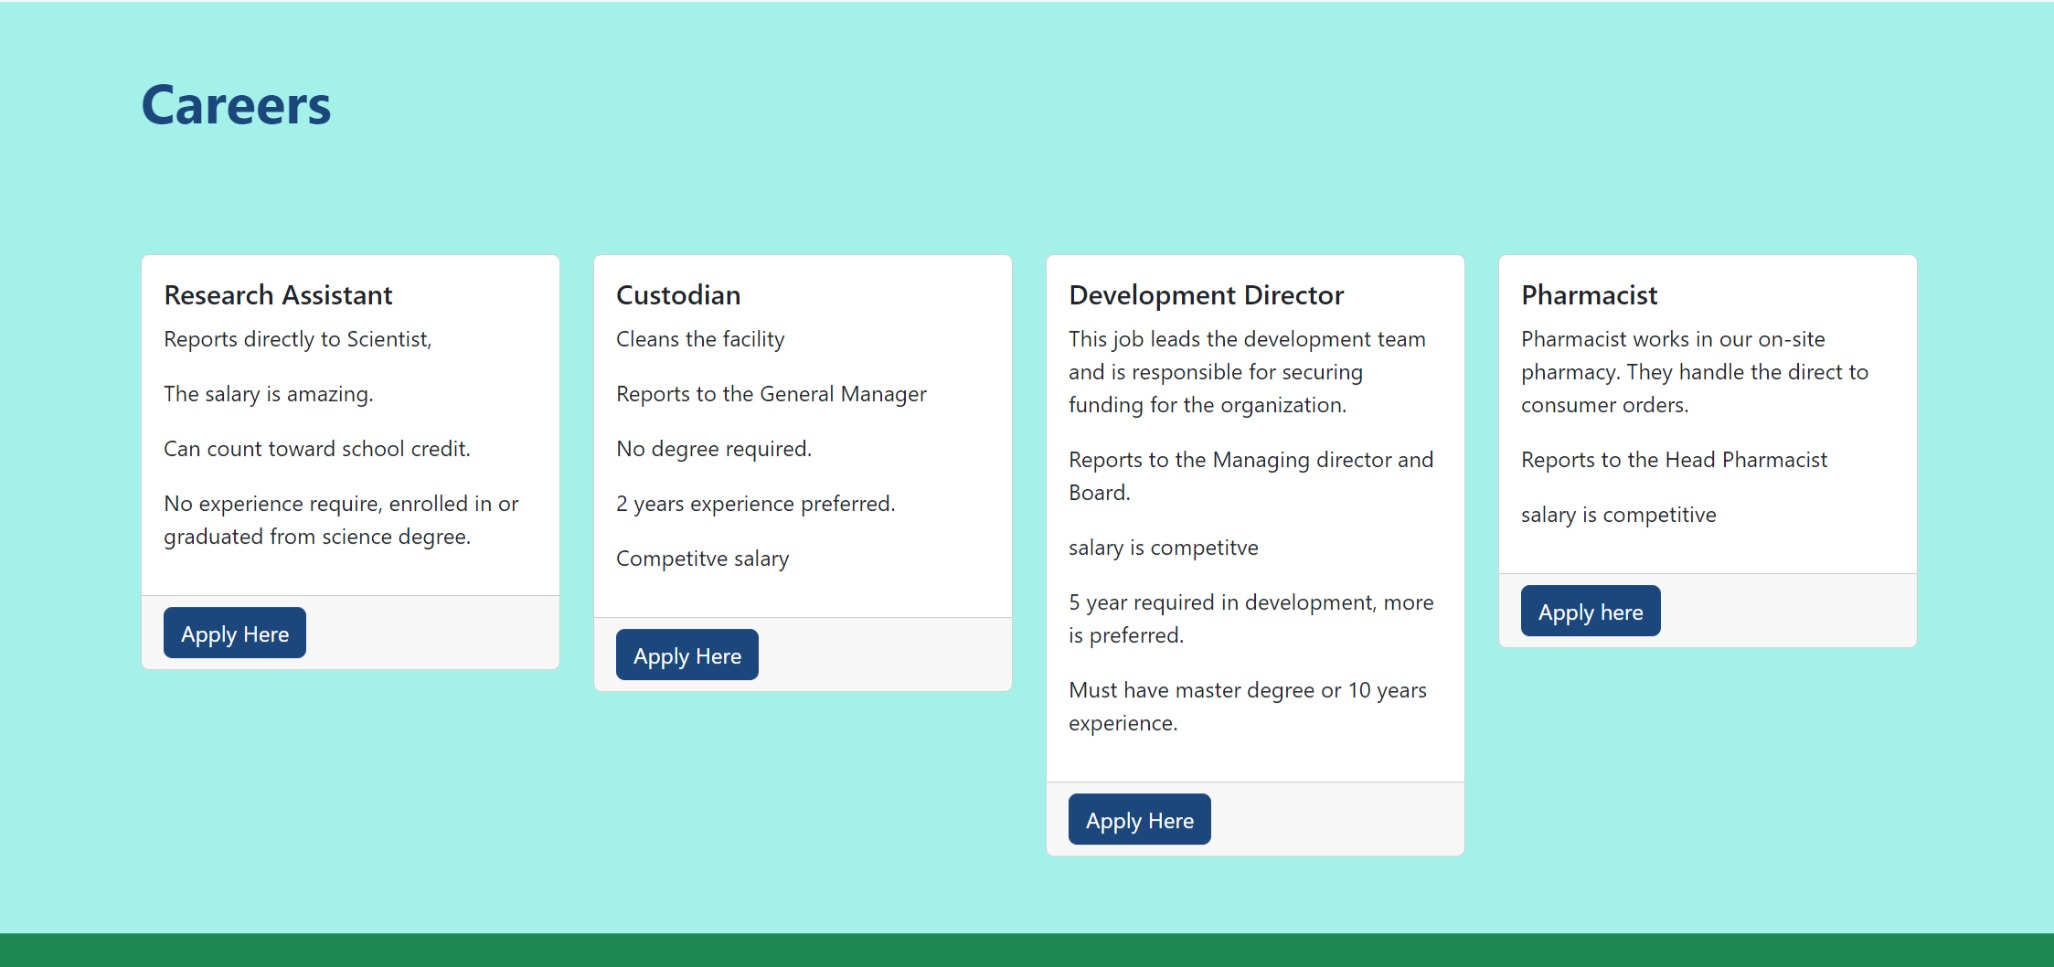 Careers
Research Assistant
Reports directly to Scientist,
The salary is amazing.
Can count toward school credit.
No experience require, enrolled in or
graduated from science degree.
Apply Here
Custodian
Cleans the facility
Reports to the General Manager
No degree required.
2 years experience preferred.
Competitve salary
Apply Here
Development Director
This job leads the development team
and is responsible for securing
funding for the organization.
Reports to the Managing director and
Board.
salary is competitve
5 year required in development, more
is preferred.
Must have master degree or 10 years
experience.
Apply Here
Pharmacist
Pharmacist works in our on-site
pharmacy. They handle the direct to
consumer orders.
Reports to the Head Pharmacist
salary is competitive
Apply here